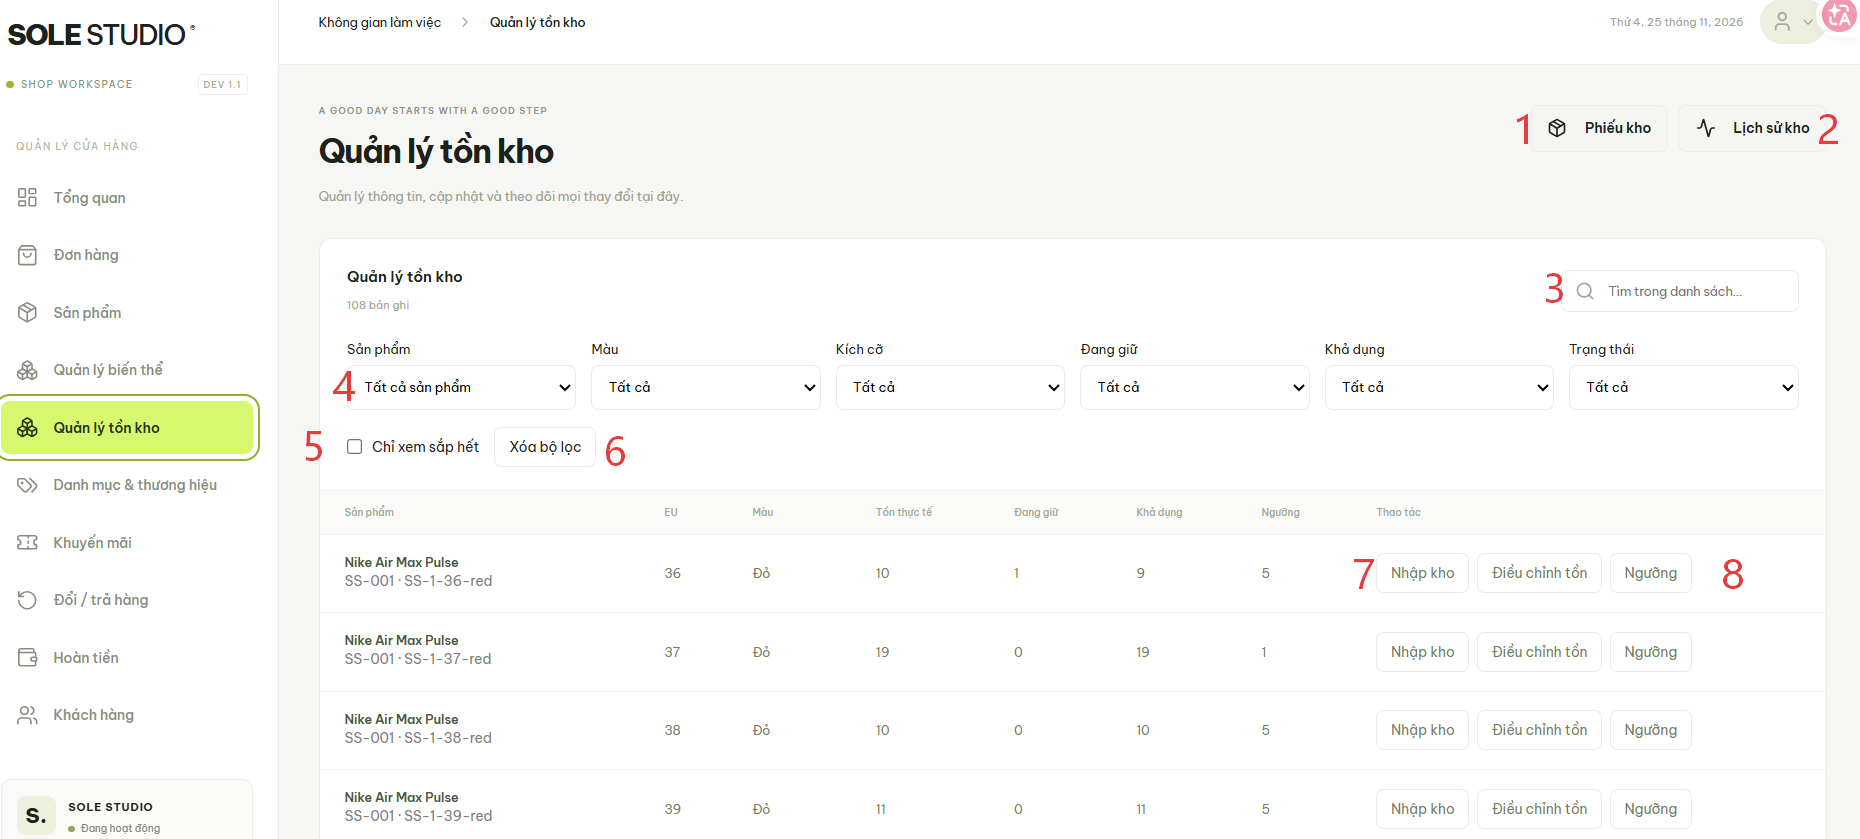 SOLE STUDIO ®
SHOP WORKSPACE DEV 1.1
QUẢN LÝ CỬA HÀNG
Tổng quan
Đơn hàng
Sản phẩm
Quản lý biến thể
Quản lý tồn kho
Danh mục & thương hiệu
Khuyến mãi
Đổi / trả hàng
Hoàn tiền
Khách hàng
S. SOLE STUDIO
Đang hoạt động
Không gian làm việc > Quản lý tồn kho
Thứ 4, 25 tháng 11, 2026
A GOOD DAY STARTS WITH A GOOD STEP
Quản lý tồn kho
Quản lý thông tin, cập nhật và theo dõi mọi thay đổi tại đây.
1 Phiếu kho Lịch sử kho 2
Quản lý tồn kho
108 bản ghi
3 Tìm trong danh sách...
Sản phẩm Màu Kích cỡ Đang giữ Khả dụng Trạng thái
4 Tất cả sản phẩm Tất cả Tất cả Tất cả Tất cả Tất cả
5 Chỉ xem sắp hết Xóa bộ lọc 6
Sản phẩm EU Màu Tồn thực tế Đang giữ Khả dụng Ngưỡng Thao tác
Nike Air Max Pulse
SS-001 · SS-1-36-red 36 Đỏ 10 1 9 5 7 Nhập kho Điều chỉnh tồn Ngưỡng 8
Nike Air Max Pulse
SS-001 · SS-1-37-red 37 Đỏ 19 0 19 1 Nhập kho Điều chỉnh tồn Ngưỡng
Nike Air Max Pulse
SS-001 · SS-1-38-red 38 Đỏ 10 0 10 5 Nhập kho Điều chỉnh tồn Ngưỡng
Nike Air Max Pulse
SS-001 · SS-1-39-red 39 Đỏ 11 0 11 5 Nhập kho Điều chỉnh tồn Ngưỡng